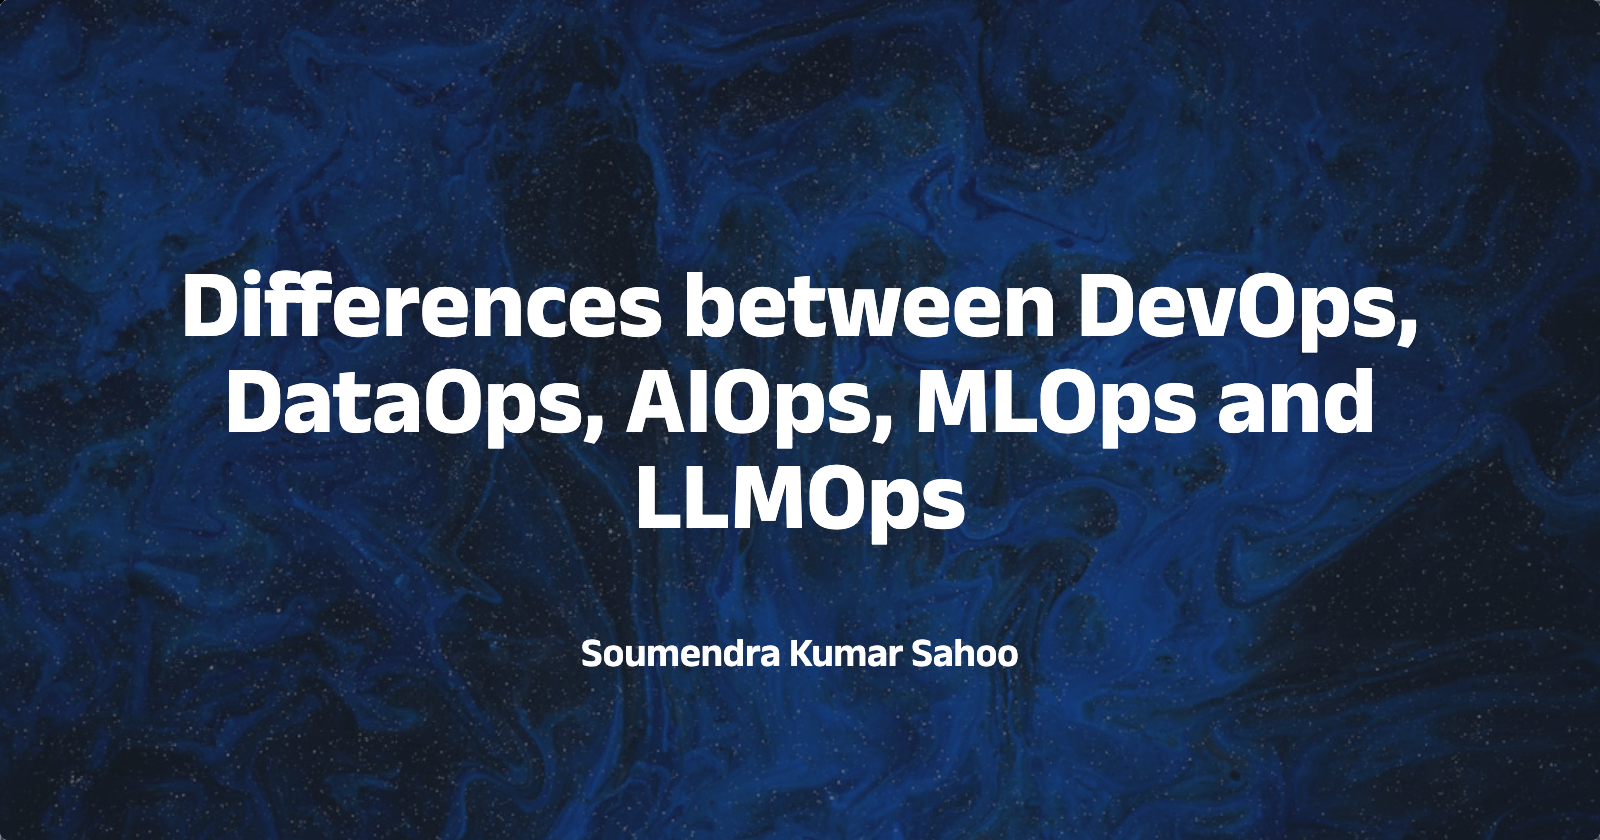 Differences between DevOps,
DataOps, AIOps, MLOps and
LLMOps
Soumendra Kumar Sahoo